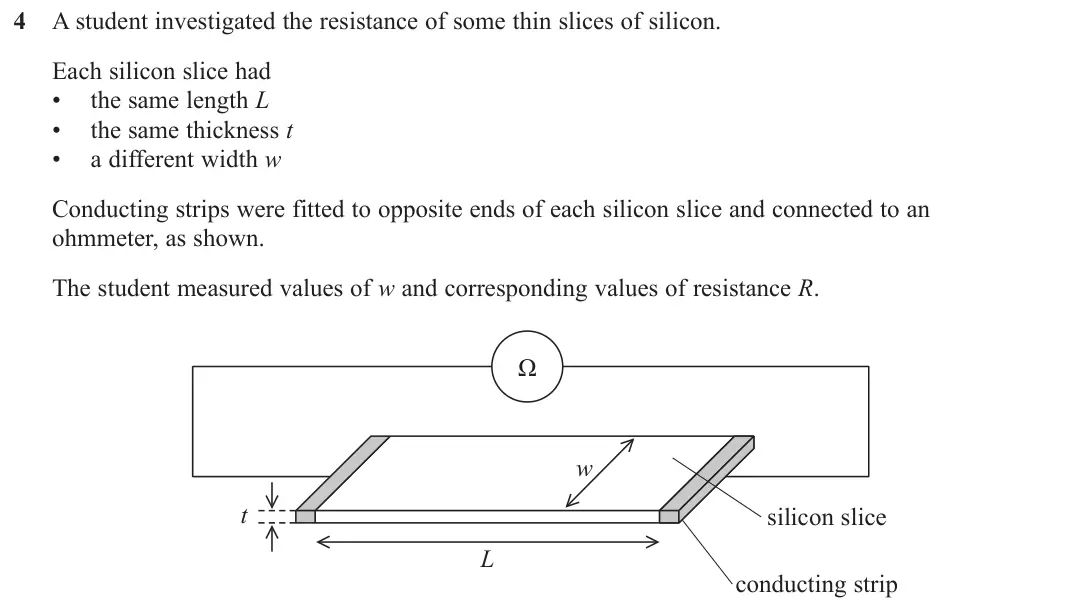 4 A student investigated the resistance of some thin slices of silicon.
Each silicon slice had
• the same length L
• the same thickness t
• a different width w
Conducting strips were fitted to opposite ends of each silicon slice and connected to an
ohmmeter, as shown.
The student measured values of w and corresponding values of resistance R.
Ω
w
t
silicon slice
L
conducting strip